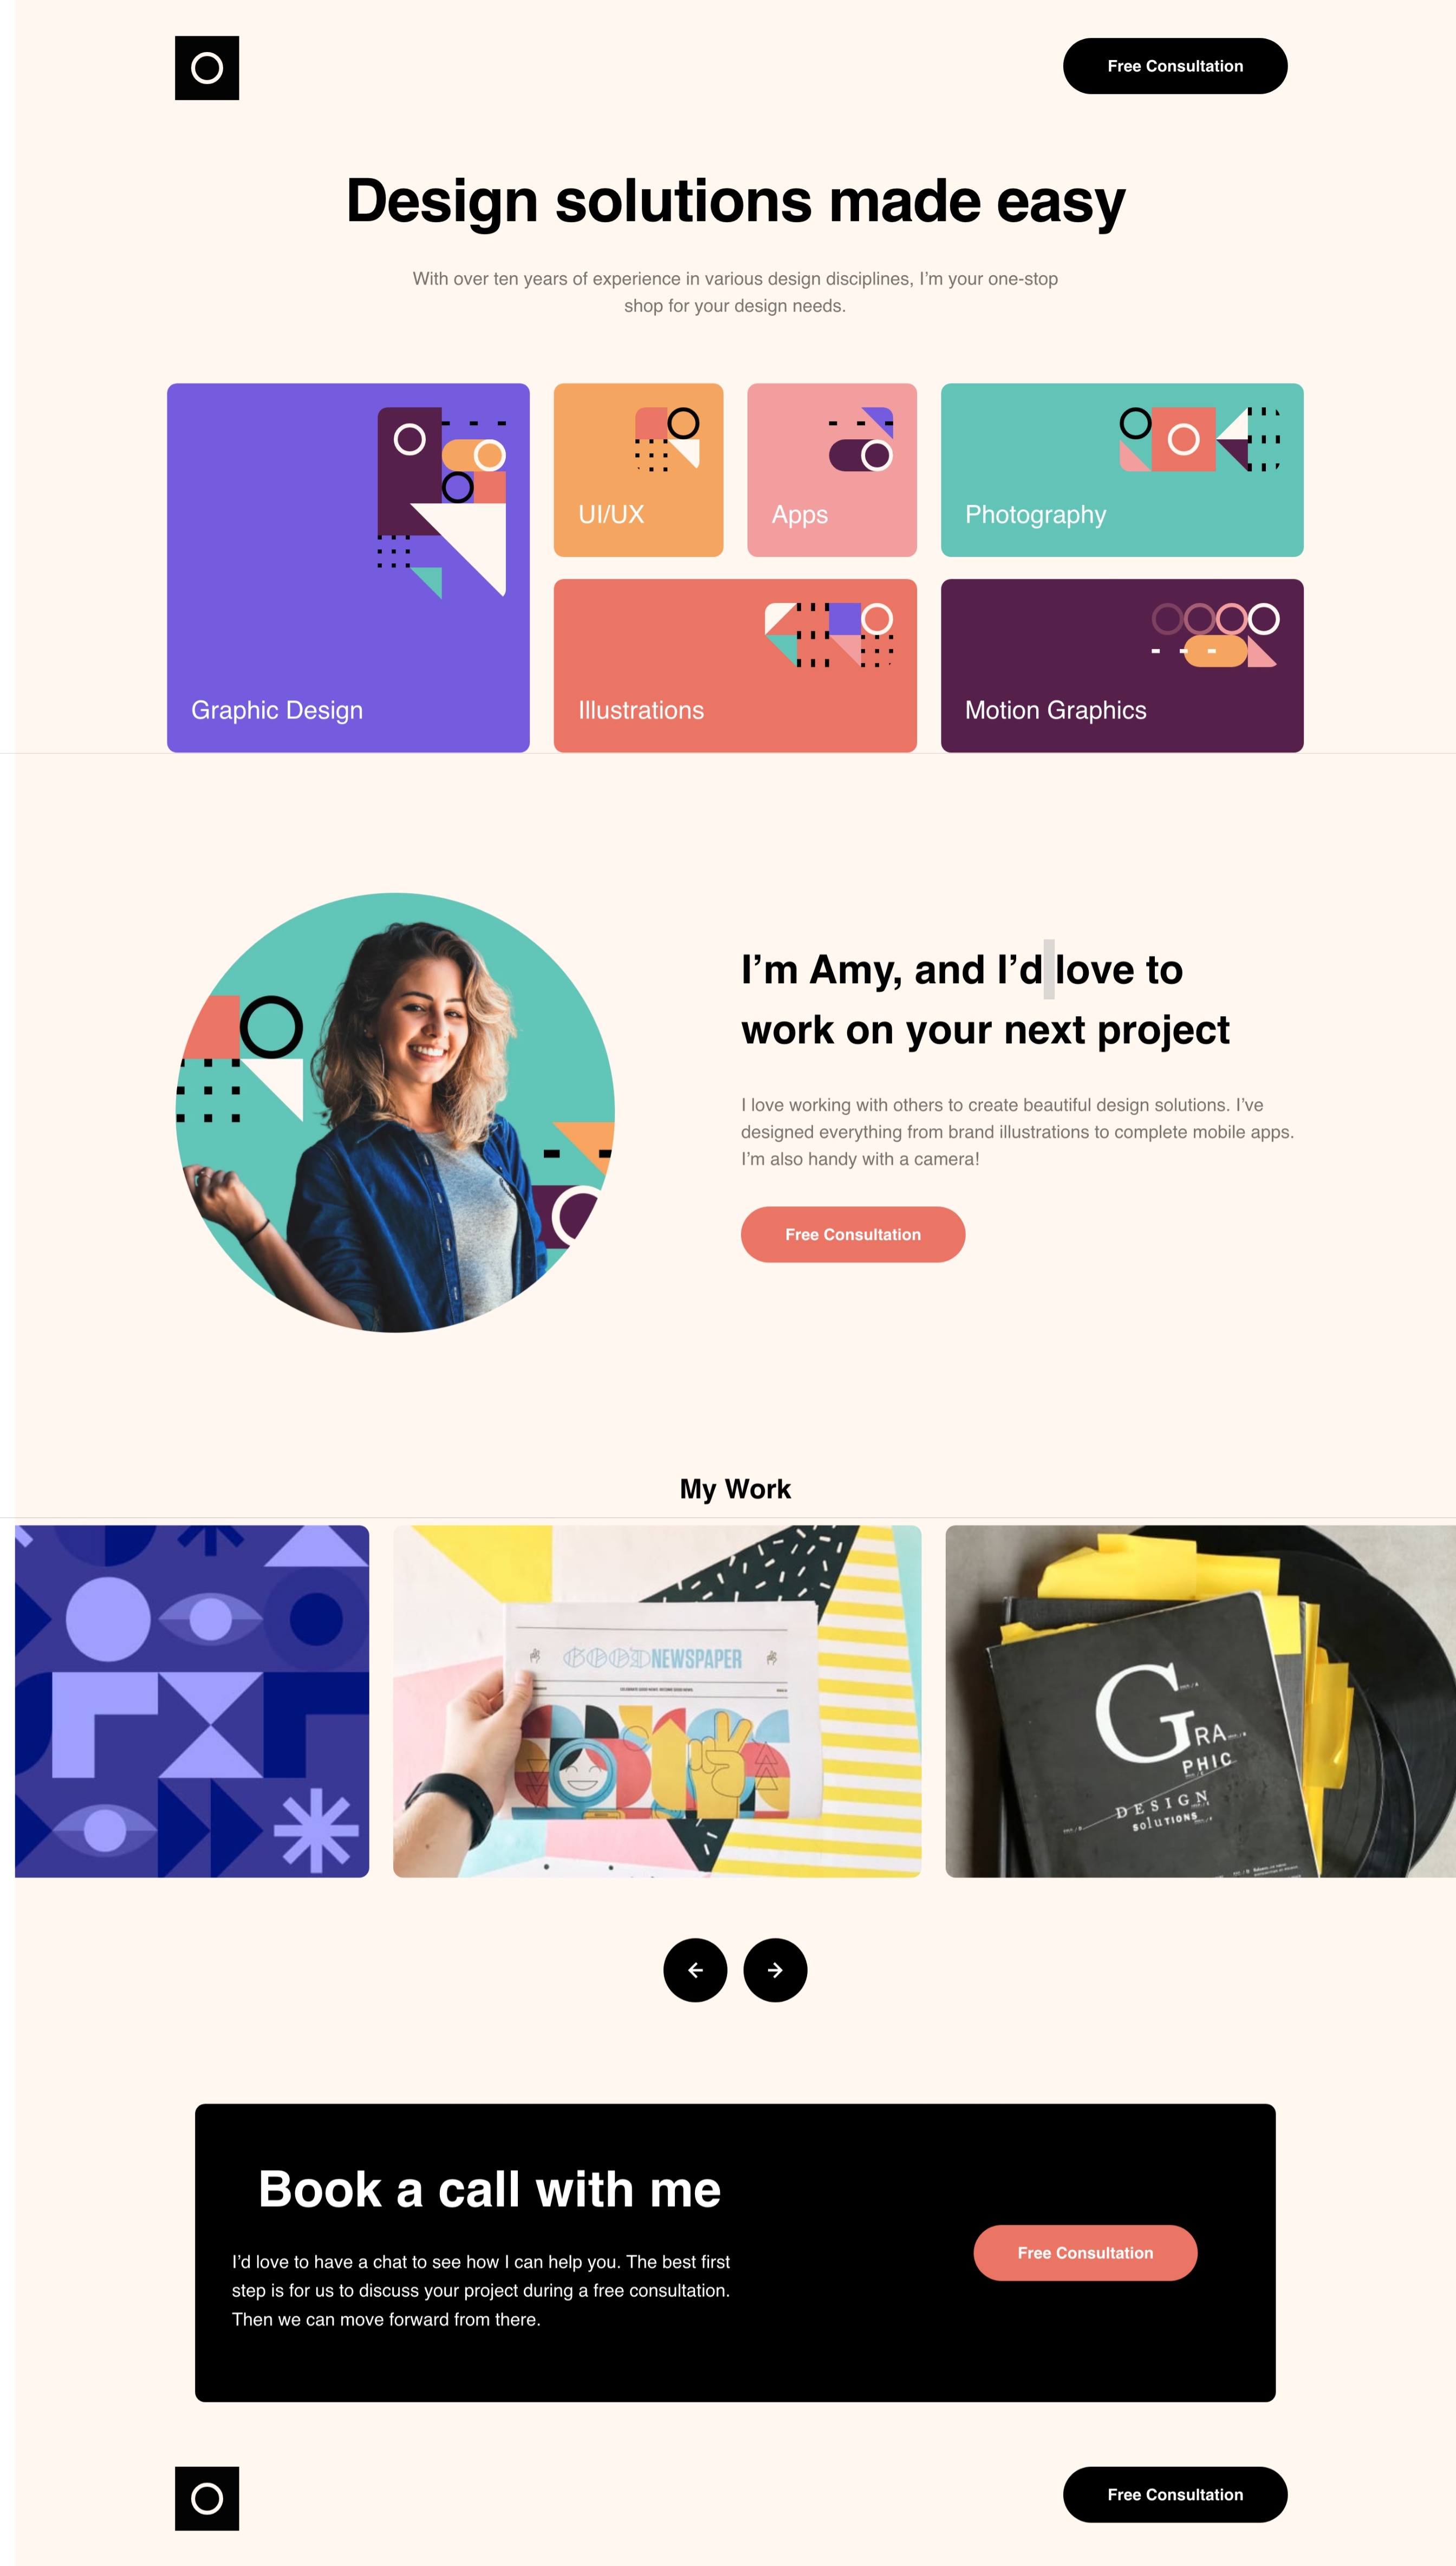 Free Consultation
Design solutions made easy
With over ten years of experience in various design disciplines, I’m your one-stop
shop for your design needs.
Graphic Design
UI/UX
Apps
Photography
Illustrations
Motion Graphics
I’m Amy, and I’d love to
work on your next project
I love working with others to create beautiful design solutions. I’ve
designed everything from brand illustrations to complete mobile apps.
I’m also handy with a camera!
Free Consultation
My Work
GOOD NEWSPAPER
G
RA
PHIC
DESIGN
SOLUTIONS
Book a call with me
I’d love to have a chat to see how I can help you. The best first
step is for us to discuss your project during a free consultation.
Then we can move forward from there.
Free Consultation
Free Consultation